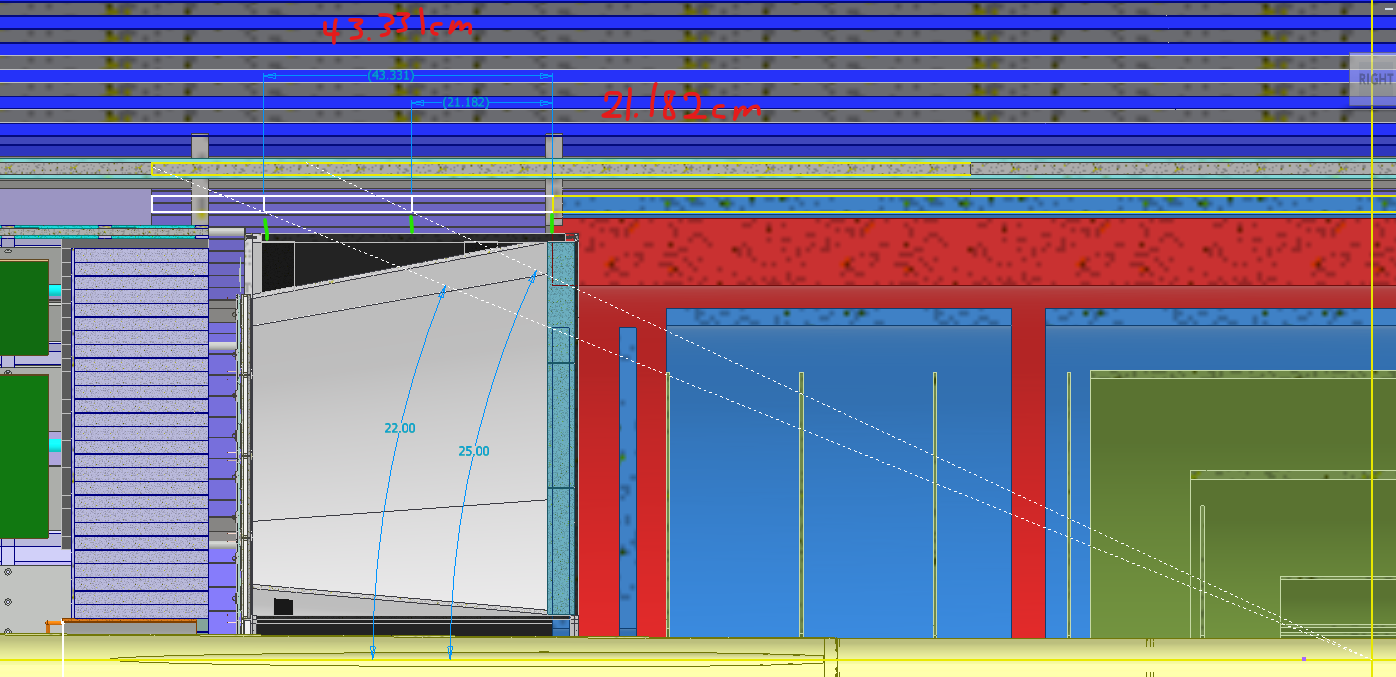 43.331cm
(43.331)
21.182cm
(21.182)
RIGHT
22.00
25.00